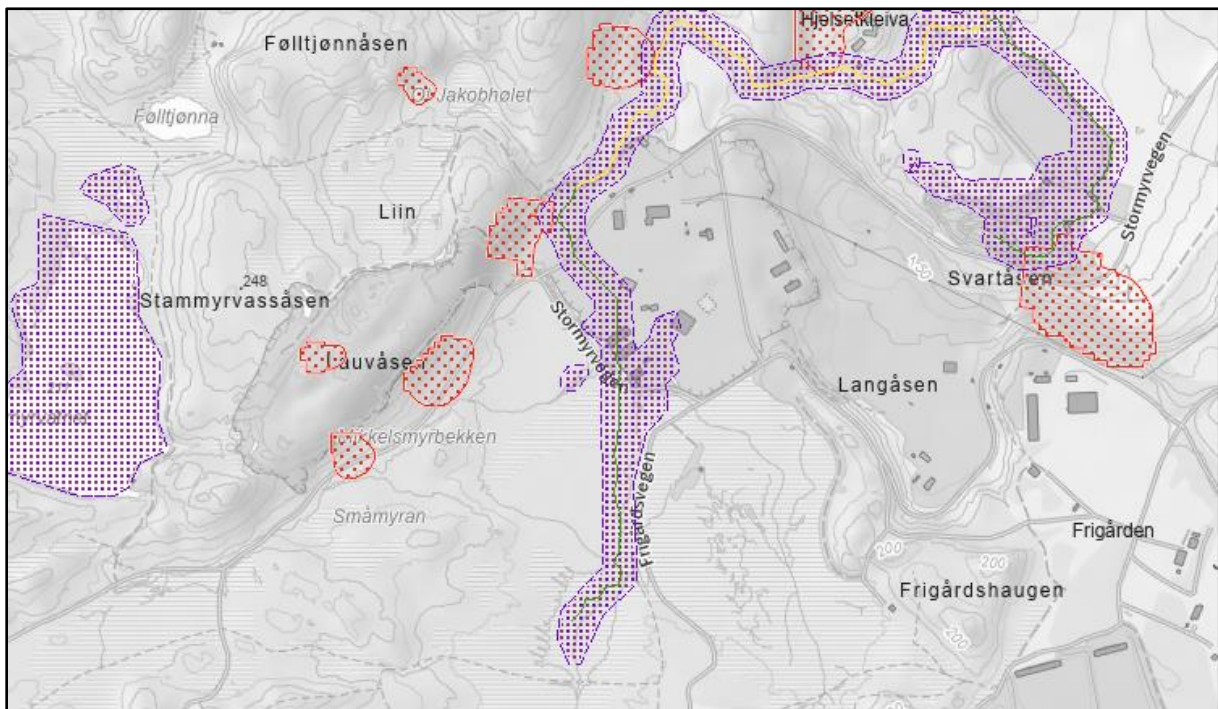 Hjelsetkleiva
Følltjønnåsen
Jakobhølet
Følltjønna
Stormyrvegen
Liin
248
Stammyrvassåsen
Svartåsen
Stormyrvegen
Lauvåsen
Langåsen
Mikkelsmyrbekken
Frigårdsvegen
Småmyran
Frigården
200
200
Frigårdshaugen
200